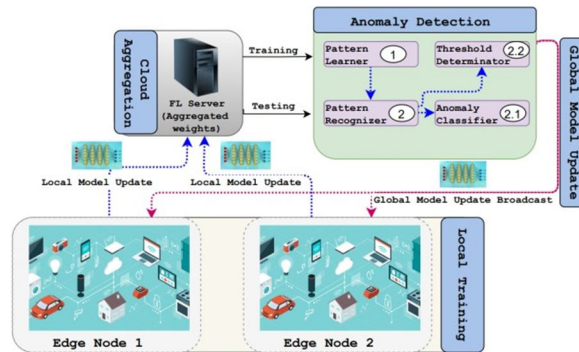 Anomaly Detection
Cloud
Aggregation
FL Server
(Aggregated
weights)
Training
Testing
Pattern
Learner
1
Threshold
Determinator
2.2
Pattern
Recognizer
2
Anomaly
Classifier
2.1
Global Model Update
Local Model Update
Local Model Update
Global Model Update Broadcast
Local Training
Edge Node 1
Edge Node 2